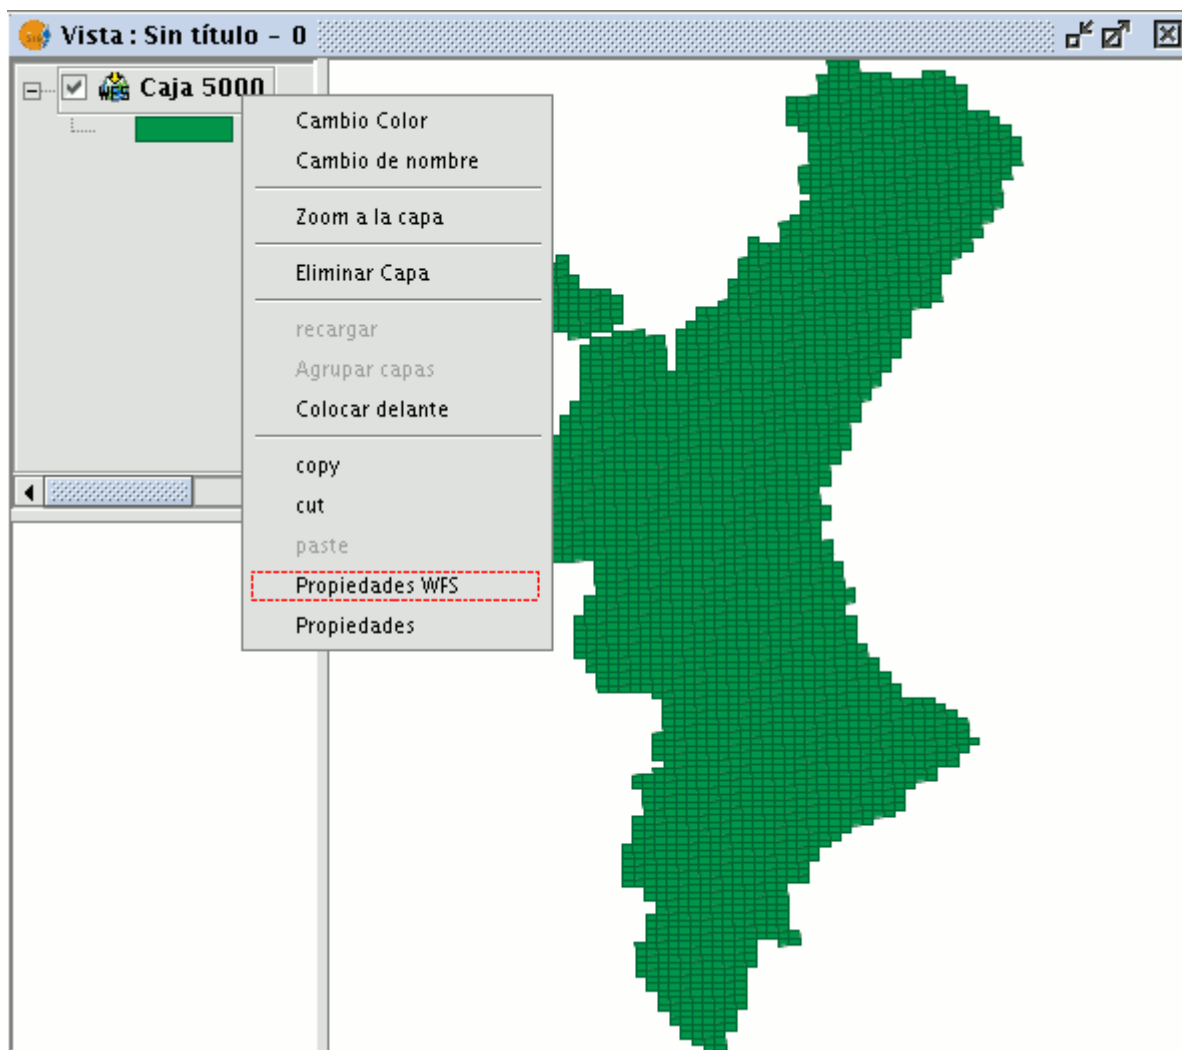 Vista : Sin título - 0
WFS Caja 5000
Cambio Color
Cambio de nombre
Zoom a la capa
Eliminar Capa
recargar
Agrupar capas
Colocar delante
copy
cut
paste
Propiedades WFS
Propiedades